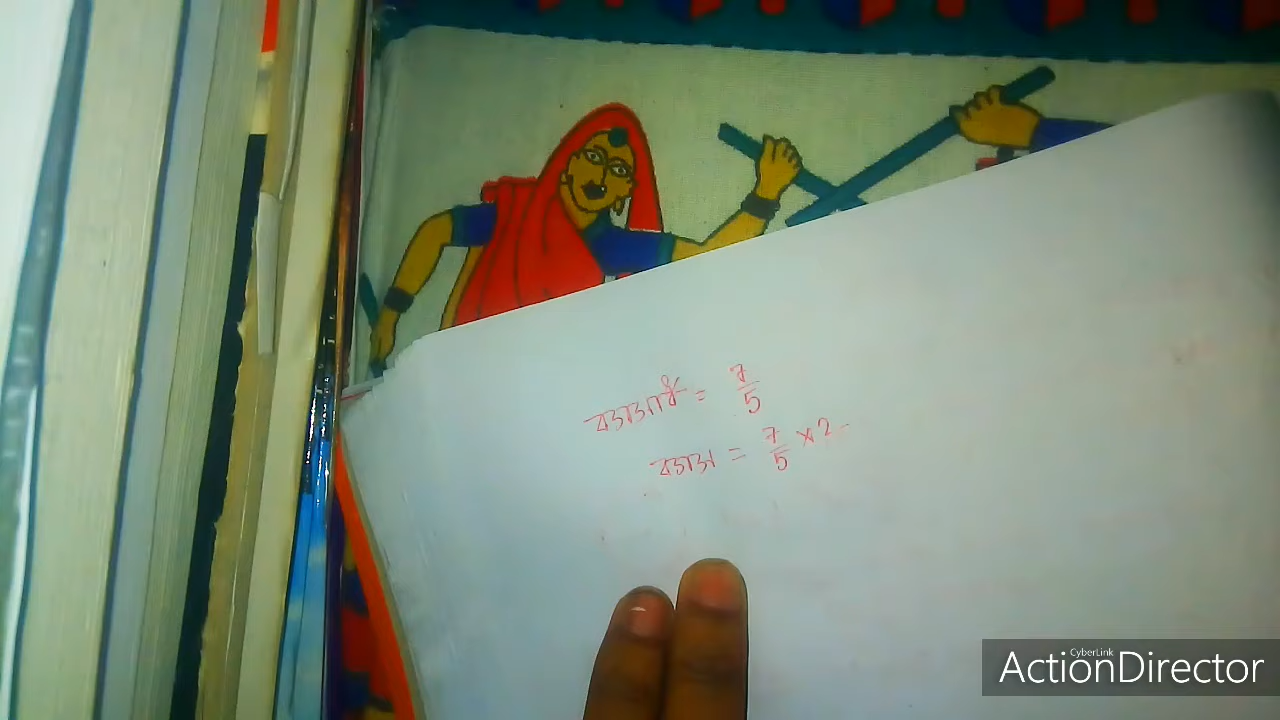 ব্যাসার্ধ = 7/5
ব্যাস = 7/5 × 2
CyberLink
ActionDirector